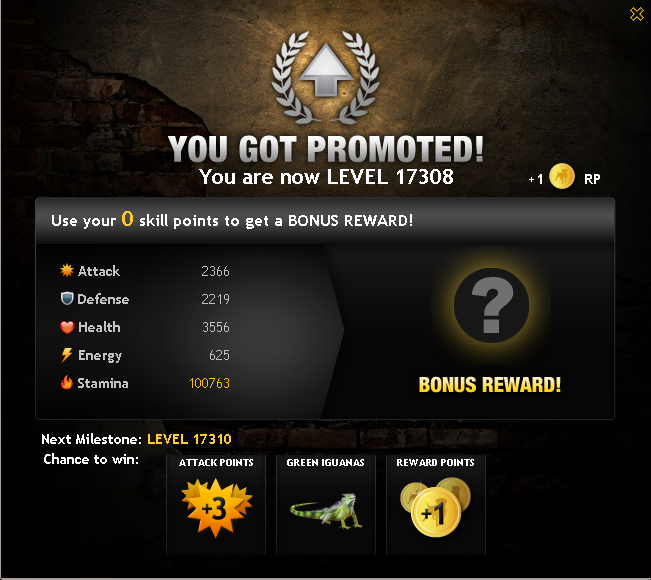 YOU GOT PROMOTED!
You are now LEVEL 17308
+1 RP
Use your 0 skill points to get a BONUS REWARD!
Attack 2366
Defense 2219
Health 3556
Energy 625
Stamina 100763
?
BONUS REWARD!
Next Milestone: LEVEL 17310
Chance to win:
ATTACK POINTS GREEN IGUANAS REWARD POINTS
+3 +1